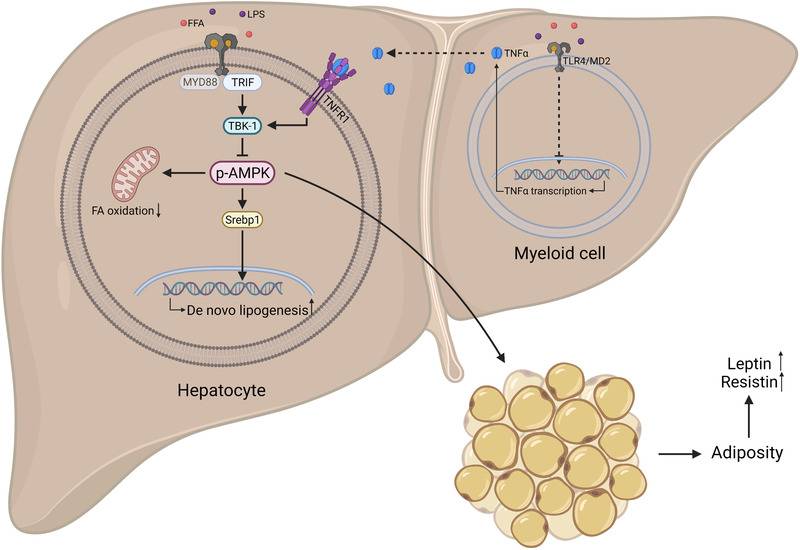 FFA
LPS
MYD88
TRIF
TNFR1
TBK-1
p-AMPK
FA oxidation↓
Srebp1
De novo lipogenesis↑
Hepatocyte
TNFα
TLR4/MD2
TNFα transcription
Myeloid cell
Leptin↑
Resistin↑
Adiposity